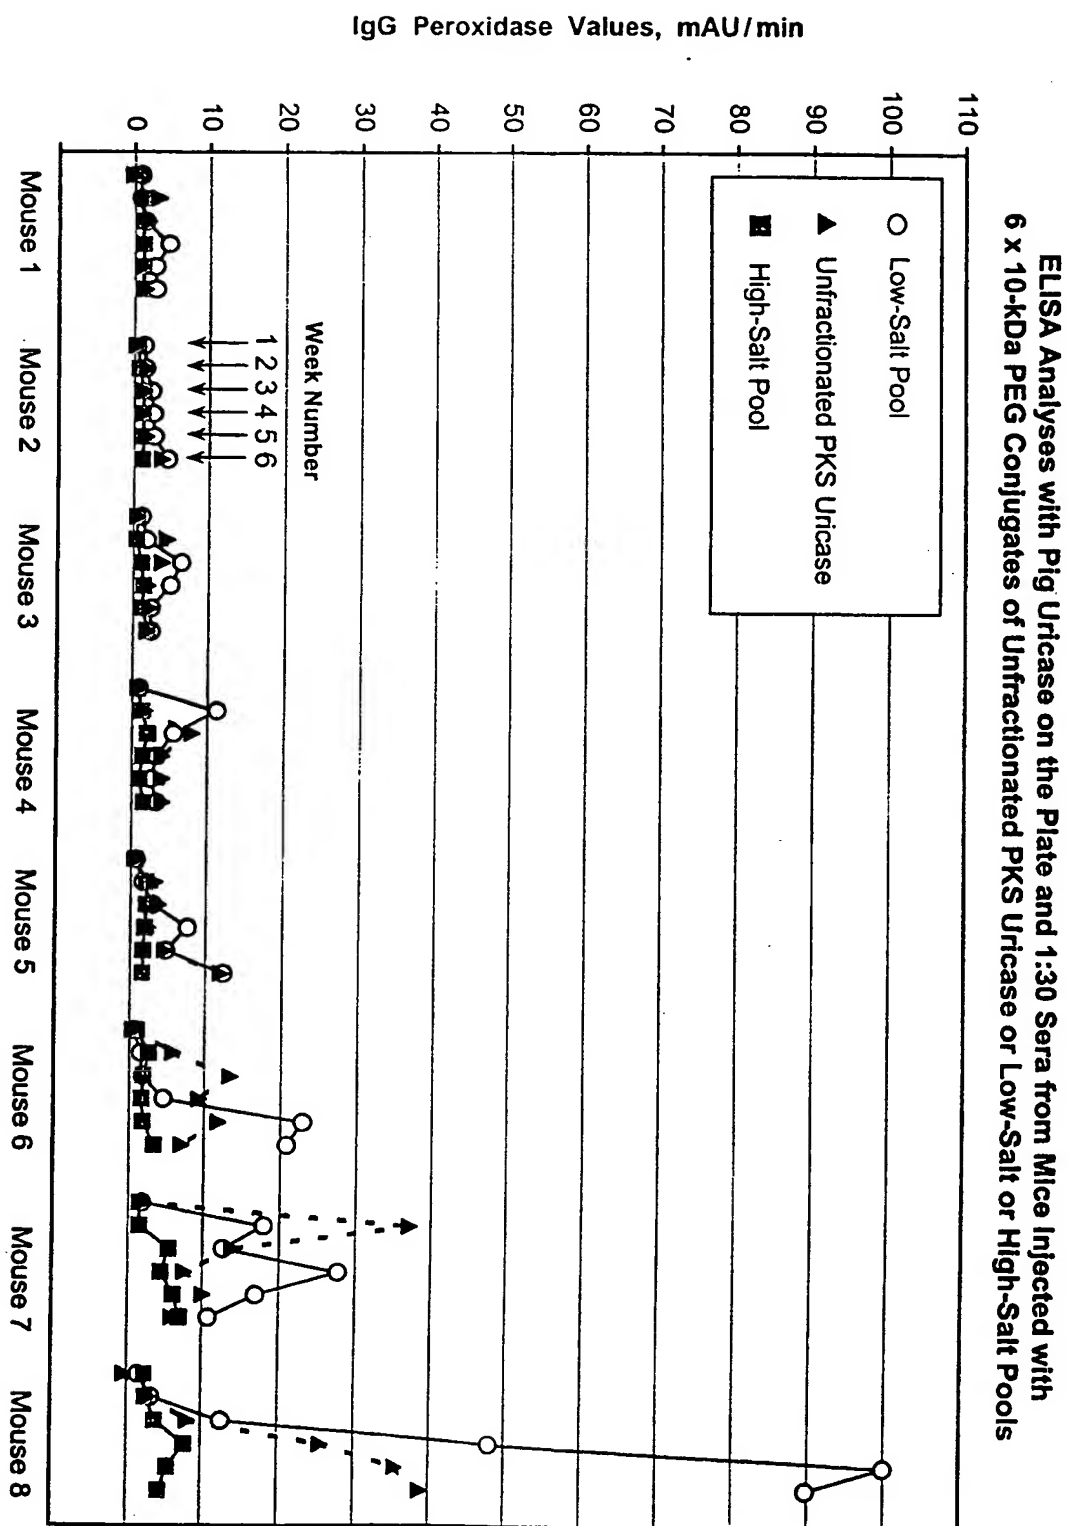 ELISA Analyses with Pig Uricase on the Plate and 1:30 Sera from Mice Injected with
6 x 10-kDa PEG Conjugates of Unfractionated PKS Uricase or Low-Salt or High-Salt Pools
IgG Peroxidase Values, mAU/min
110
100
90
80
70
60
50
40
30
20
10
0
Low-Salt Pool
Unfractionated PKS Uricase
High-Salt Pool
Week Number
1 2 3 4 5 6
Mouse 1
Mouse 2
Mouse 3
Mouse 4
Mouse 5
Mouse 6
Mouse 7
Mouse 8